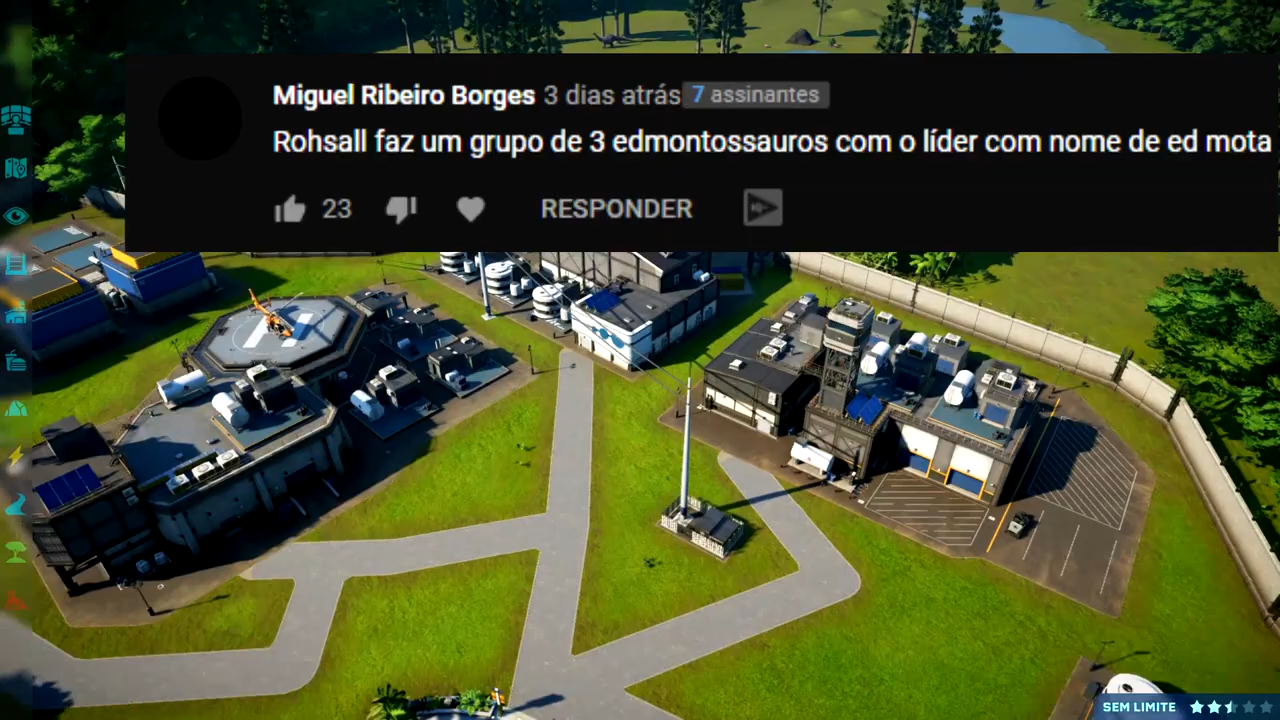 Miguel Ribeiro Borges 3 dias atrás 7 assinantes
Rohsall faz um grupo de 3 edmontossauros com o líder com nome de ed mota
23 RESPONDER
SEM LIMITE